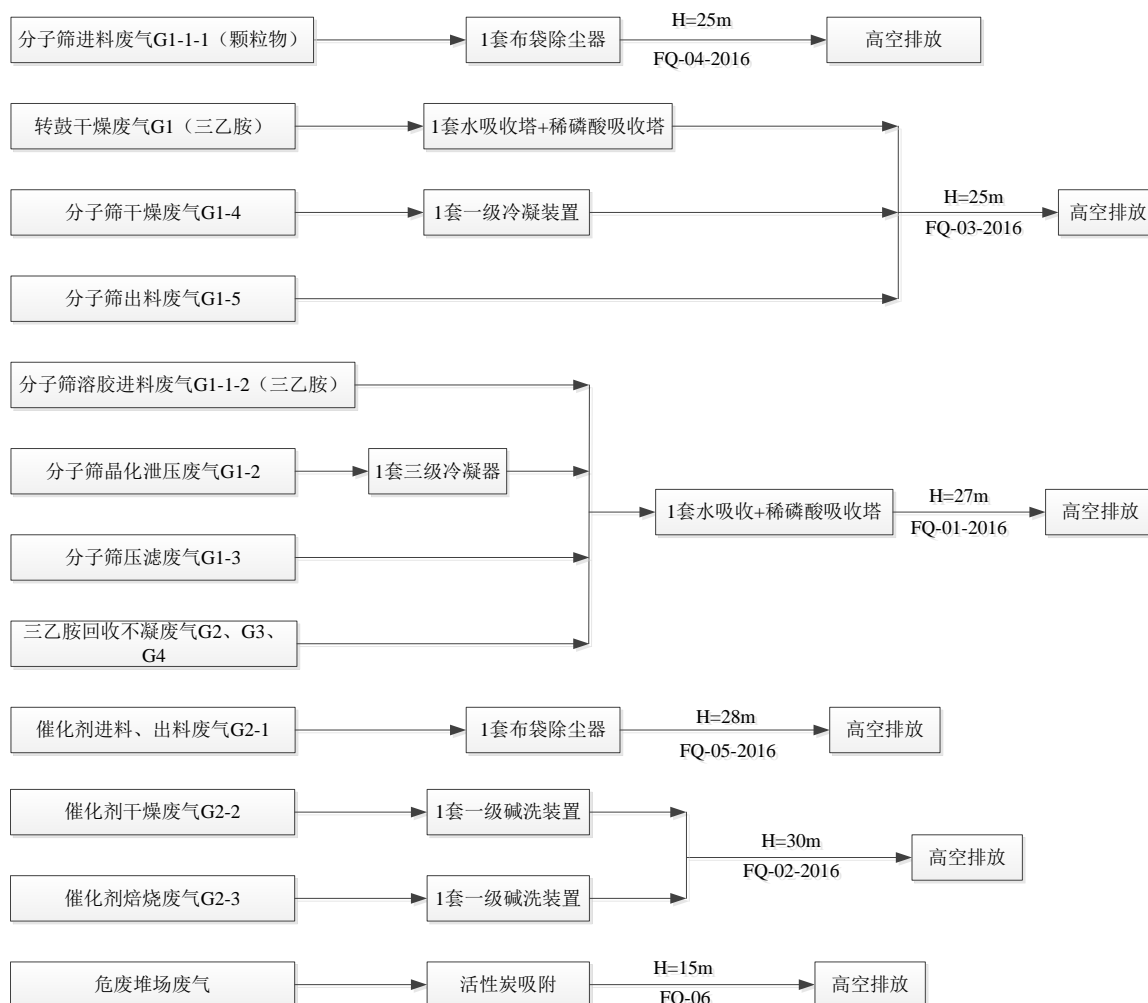 分子筛进料废气G1-1-1（颗粒物）
1套布袋除尘器
H=25m
FQ-04-2016
高空排放
转鼓干燥废气G1（三乙胺）
1套水吸收塔+稀磷酸吸收塔
分子筛干燥废气G1-4
1套一级冷凝装置
H=25m
FQ-03-2016
高空排放
分子筛出料废气G1-5
分子筛溶胶进料废气G1-1-2（三乙胺）
分子筛晶化泄压废气G1-2
1套三级冷凝器
1套水吸收+稀磷酸吸收塔
H=27m
FQ-01-2016
高空排放
分子筛压滤废气G1-3
三乙胺回收不凝废气G2、G3、
G4
催化剂进料、出料废气G2-1
1套布袋除尘器
H=28m
FQ-05-2016
高空排放
催化剂干燥废气G2-2
1套一级碱洗装置
H=30m
FQ-02-2016
高空排放
催化剂焙烧废气G2-3
1套一级碱洗装置
危废堆场废气
活性炭吸附
H=15m
FQ-06
高空排放